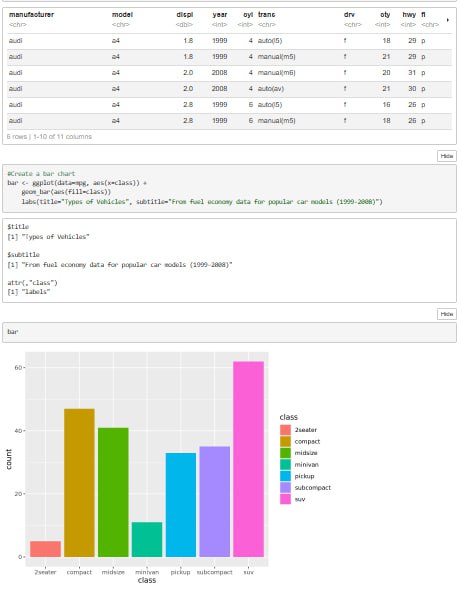 manufacturer model displ year cyl trans drv cty hwy fl
<chr> <chr> <dbl> <int> <int> <chr> <chr> <int> <int> <chr>
audi a4 1.8 1999 4 auto(l5) f 18 29 p
audi a4 1.8 1999 4 manual(m5) f 21 29 p
audi a4 2.0 2008 4 manual(m6) f 20 31 p
audi a4 2.0 2008 4 auto(av) f 21 30 p
audi a4 2.8 1999 6 auto(l5) f 16 26 p
audi a4 2.8 1999 6 manual(m5) f 18 26 p
6 rows | 1-10 of 11 columns
Hide
#Create a bar chart
bar <- ggplot(data=mpg, aes(x=class)) +
geom_bar(aes(fill=class))
labs(title="Types of Vehicles", subtitle="From fuel economy data for popular car models (1999-2008)")
$title
[1] "Types of Vehicles"
$subtitle
[1] "From fuel economy data for popular car models (1999-2008)"
attr(,"class")
[1] "labels"
Hide
bar
60
40
20
0
count
2seater compact midsize minivan pickup subcompact suv
class
class
2seater
compact
midsize
minivan
pickup
subcompact
suv